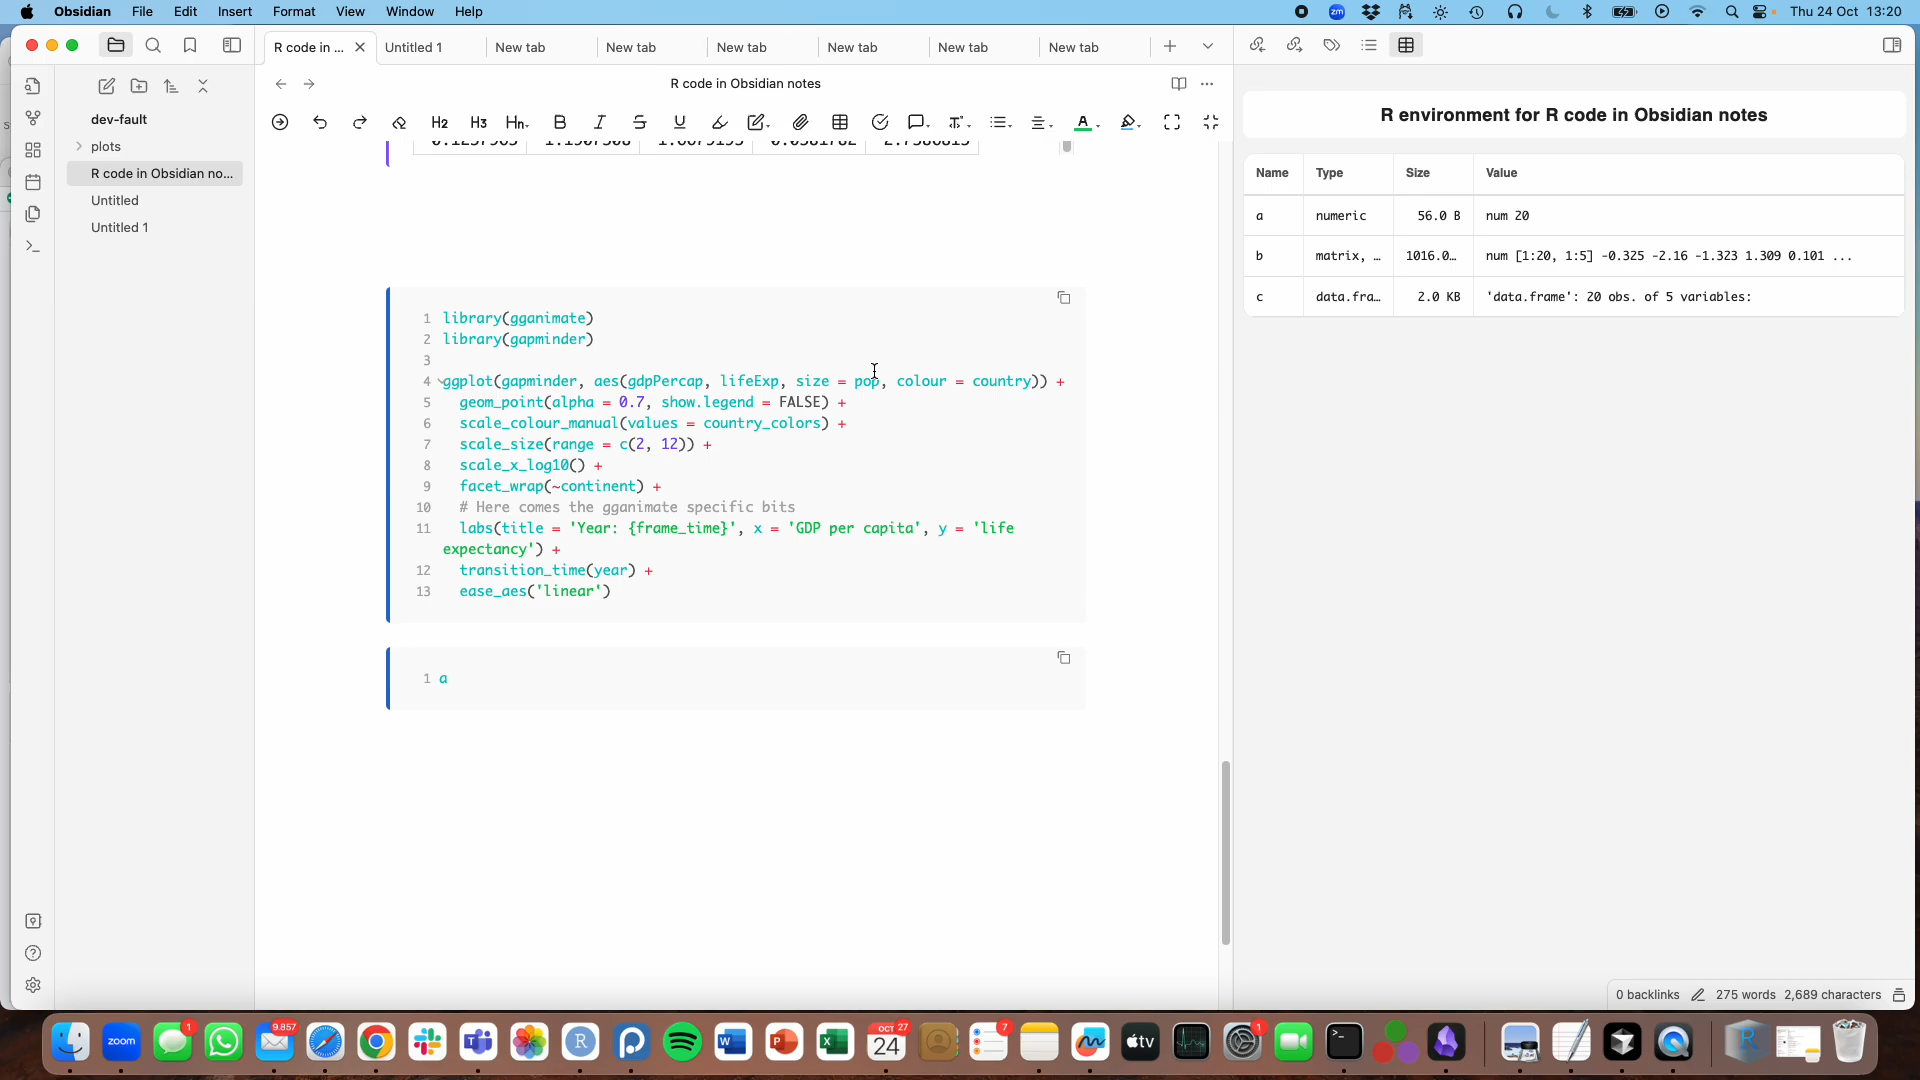 Obsidian File Edit Insert Format View Window Help
zm
Thu 24 Oct 13:20
R code in ...
Untitled 1
New tab
New tab
New tab
New tab
New tab
New tab
R code in Obsidian notes
H2 H3 Hn B I S U A
dev-fault
plots
R code in Obsidian no...
Untitled
Untitled 1
1 library(gganimate)
2 library(gapminder)
3
4 ggplot(gapminder, aes(gdpPercap, lifeExp, size = pop, colour = country)) +
5 geom_point(alpha = 0.7, show.legend = FALSE) +
6 scale_colour_manual(values = country_colors) +
7 scale_size(range = c(2, 12)) +
8 scale_x_log10() +
9 facet_wrap(~continent) +
10 # Here comes the gganimate specific bits
11 labs(title = 'Year: {frame_time}', x = 'GDP per capita', y = 'life
expectancy') +
12 transition_time(year) +
13 ease_aes('linear')
1 a
R environment for R code in Obsidian notes
Name Type Size Value
a numeric 56.0 B num 20
b matrix, … 1016.0… num [1:20, 1:5] -0.325 -2.16 -1.323 1.309 0.101 ...
c data.fra… 2.0 KB 'data.frame': 20 obs. of 5 variables:
0 backlinks 275 words 2,689 characters
zoom
1
9.857
OCT 27
24
7
tv
1